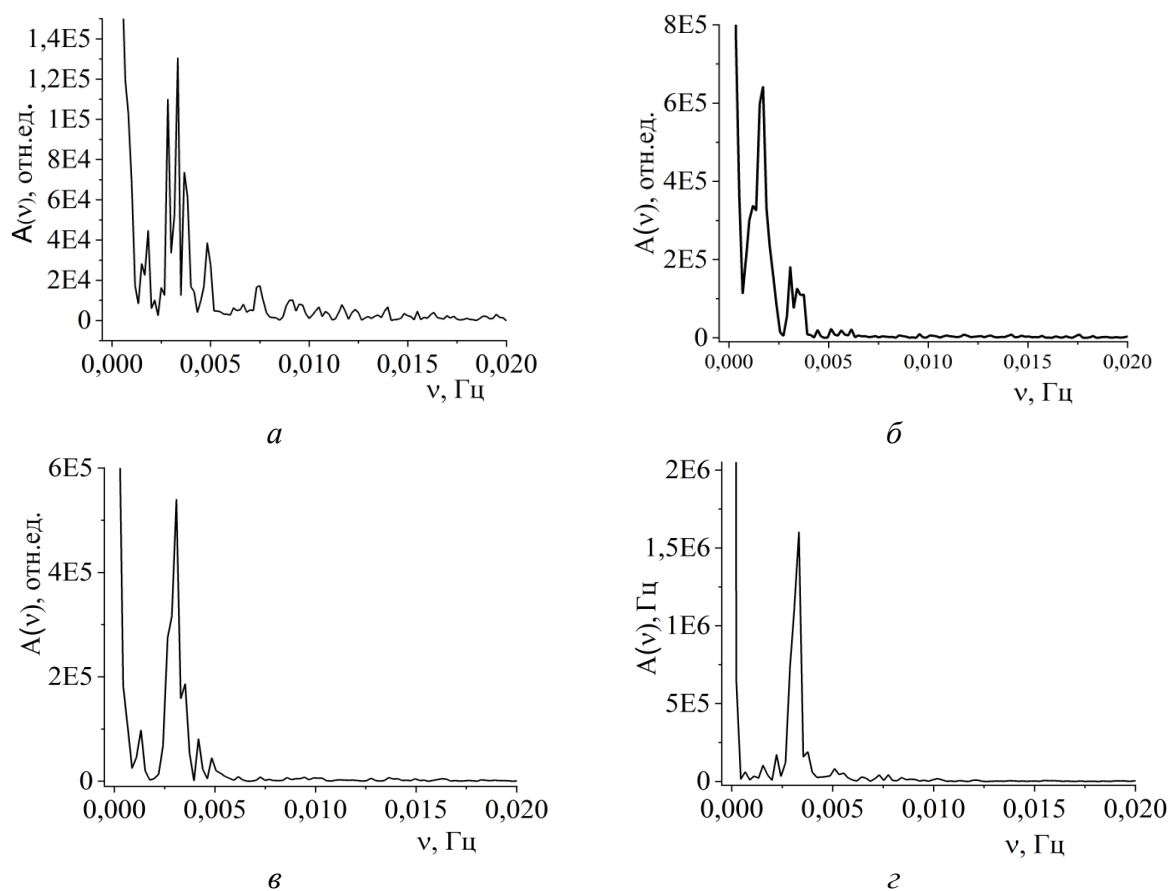 1,4E5
1,2E5
1E5
8E4
6E4
4E4
2E4
0
A(ν), отн.ед.
0,000 0,005 0,010 0,015 0,020
ν, Гц
а
8E5
6E5
4E5
2E5
0
A(ν), отн.ед.
0,000 0,005 0,010 0,015 0,020
ν, Гц
б
6E5
4E5
2E5
0
A(ν), отн.ед.
0,000 0,005 0,010 0,015 0,020
ν, Гц
в
2E6
1,5E6
1E6
5E5
0
A(ν), Гц
0,000 0,005 0,010 0,015 0,020
ν, Гц
г